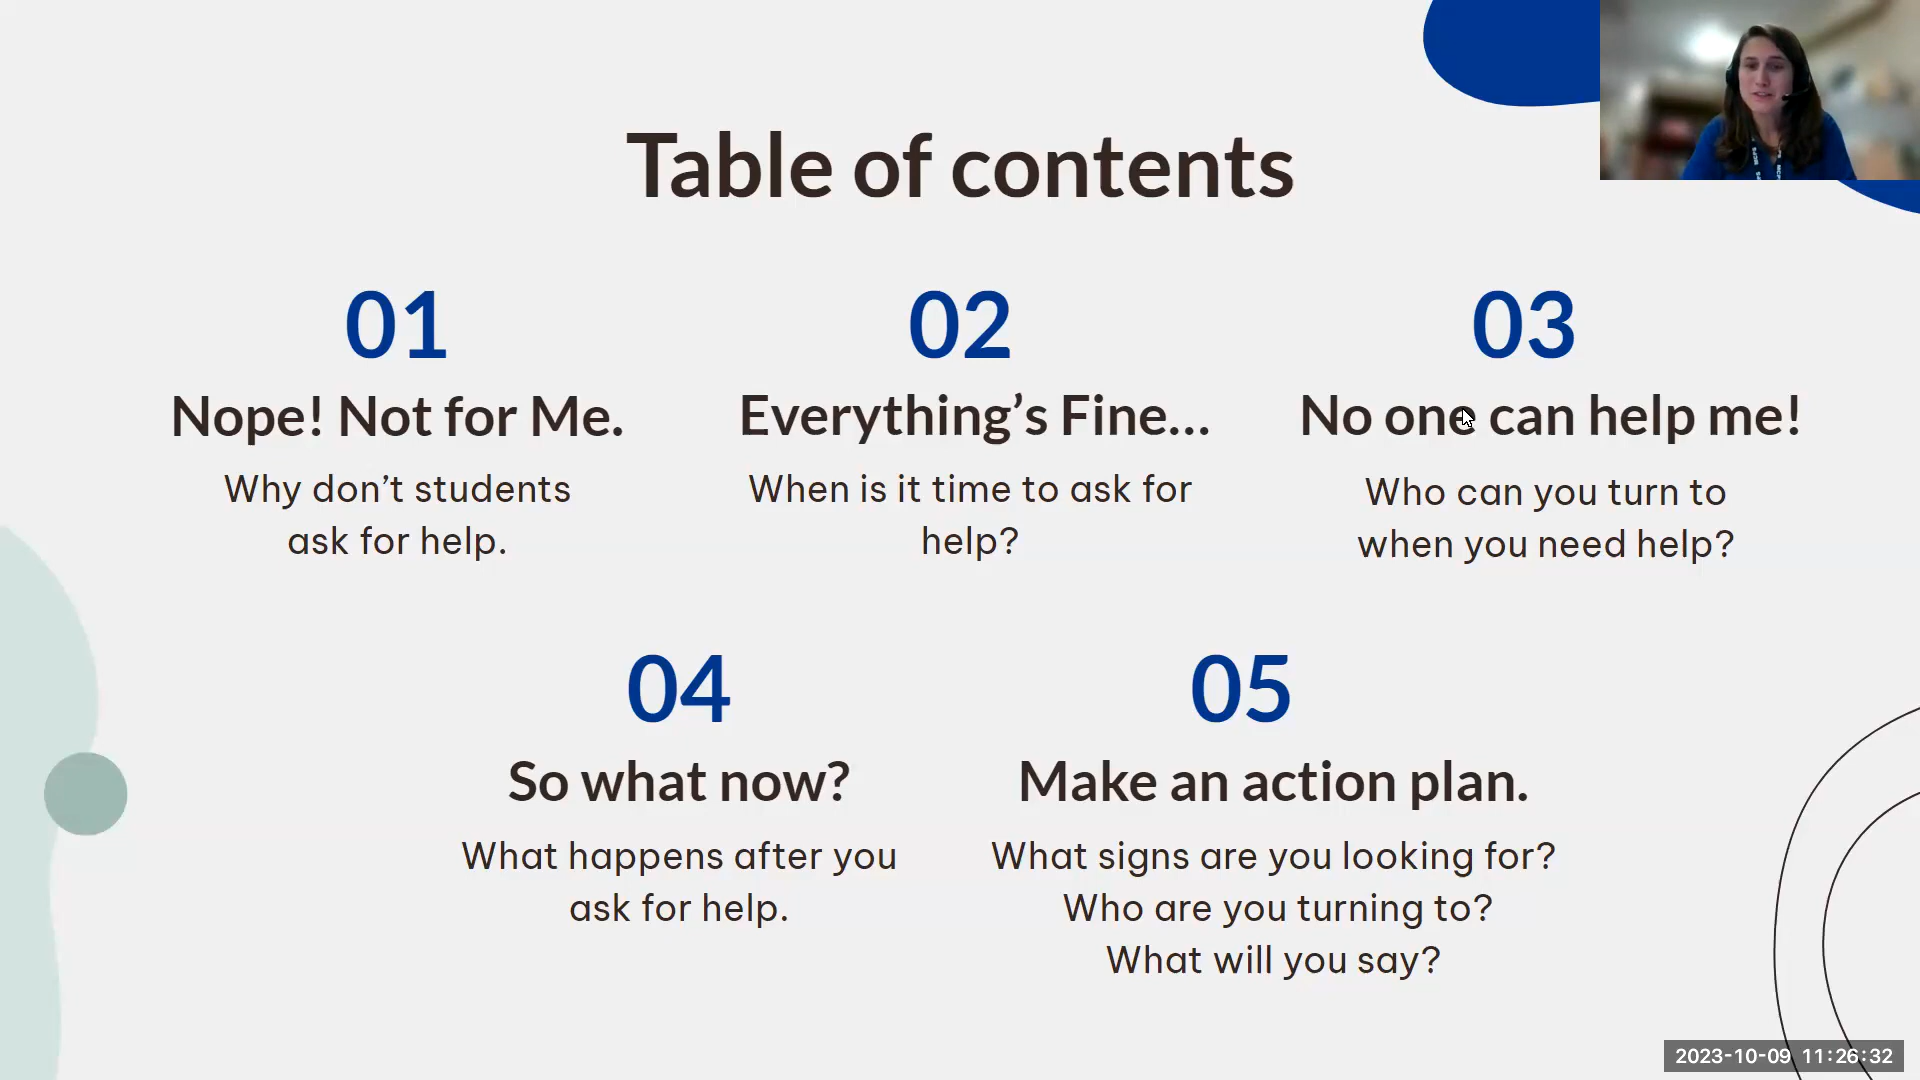 Table of contents
01
Nope! Not for Me.
Why don’t students
ask for help.
02
Everything’s Fine...
When is it time to ask for
help?
03
No one can help me!
Who can you turn to
when you need help?
04
So what now?
What happens after you
ask for help.
05
Make an action plan.
What signs are you looking for?
Who are you turning to?
What will you say?
2023-10-09 11:26:32